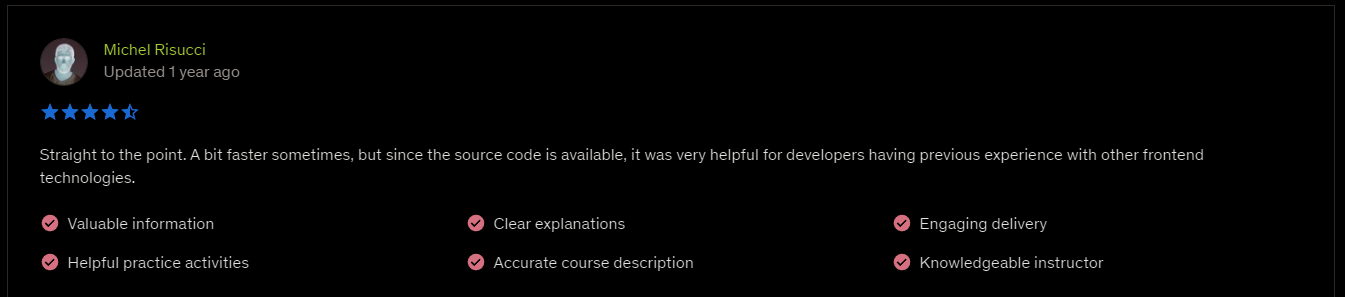 Michel Risucci
Updated 1 year ago
Straight to the point. A bit faster sometimes, but since the source code is available, it was very helpful for developers having previous experience with other frontend
technologies.
Valuable information
Clear explanations
Engaging delivery
Helpful practice activities
Accurate course description
Knowledgeable instructor